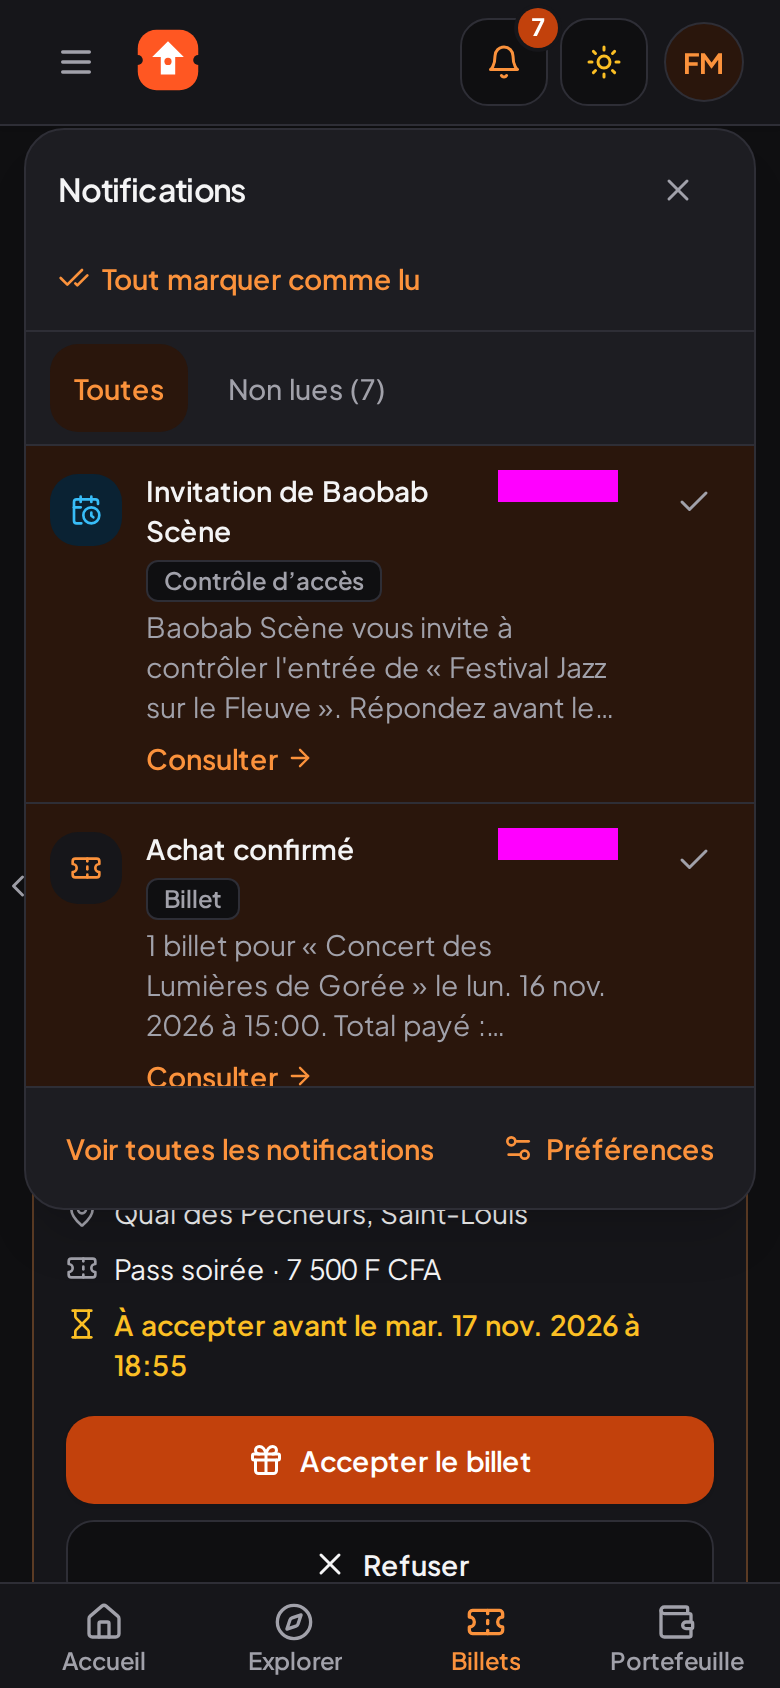 7
FM
Notifications
Tout marquer comme lu
Toutes
Non lues (7)
Invitation de Baobab
Scène
Contrôle d’accès
Baobab Scène vous invite à
contrôler l'entrée de « Festival Jazz
sur le Fleuve ». Répondez avant le…
Consulter →
Achat confirmé
Billet
1 billet pour « Concert des
Lumières de Gorée » le lun. 16 nov.
2026 à 15:00. Total payé :…
Consulter →
Voir toutes les notifications
Préférences
Quai des Pêcheurs, Saint-Louis
Pass soirée · 7 500 F CFA
À accepter avant le mar. 17 nov. 2026 à
18:55
Accepter le billet
Refuser
Accueil
Explorer
Billets
Portefeuille